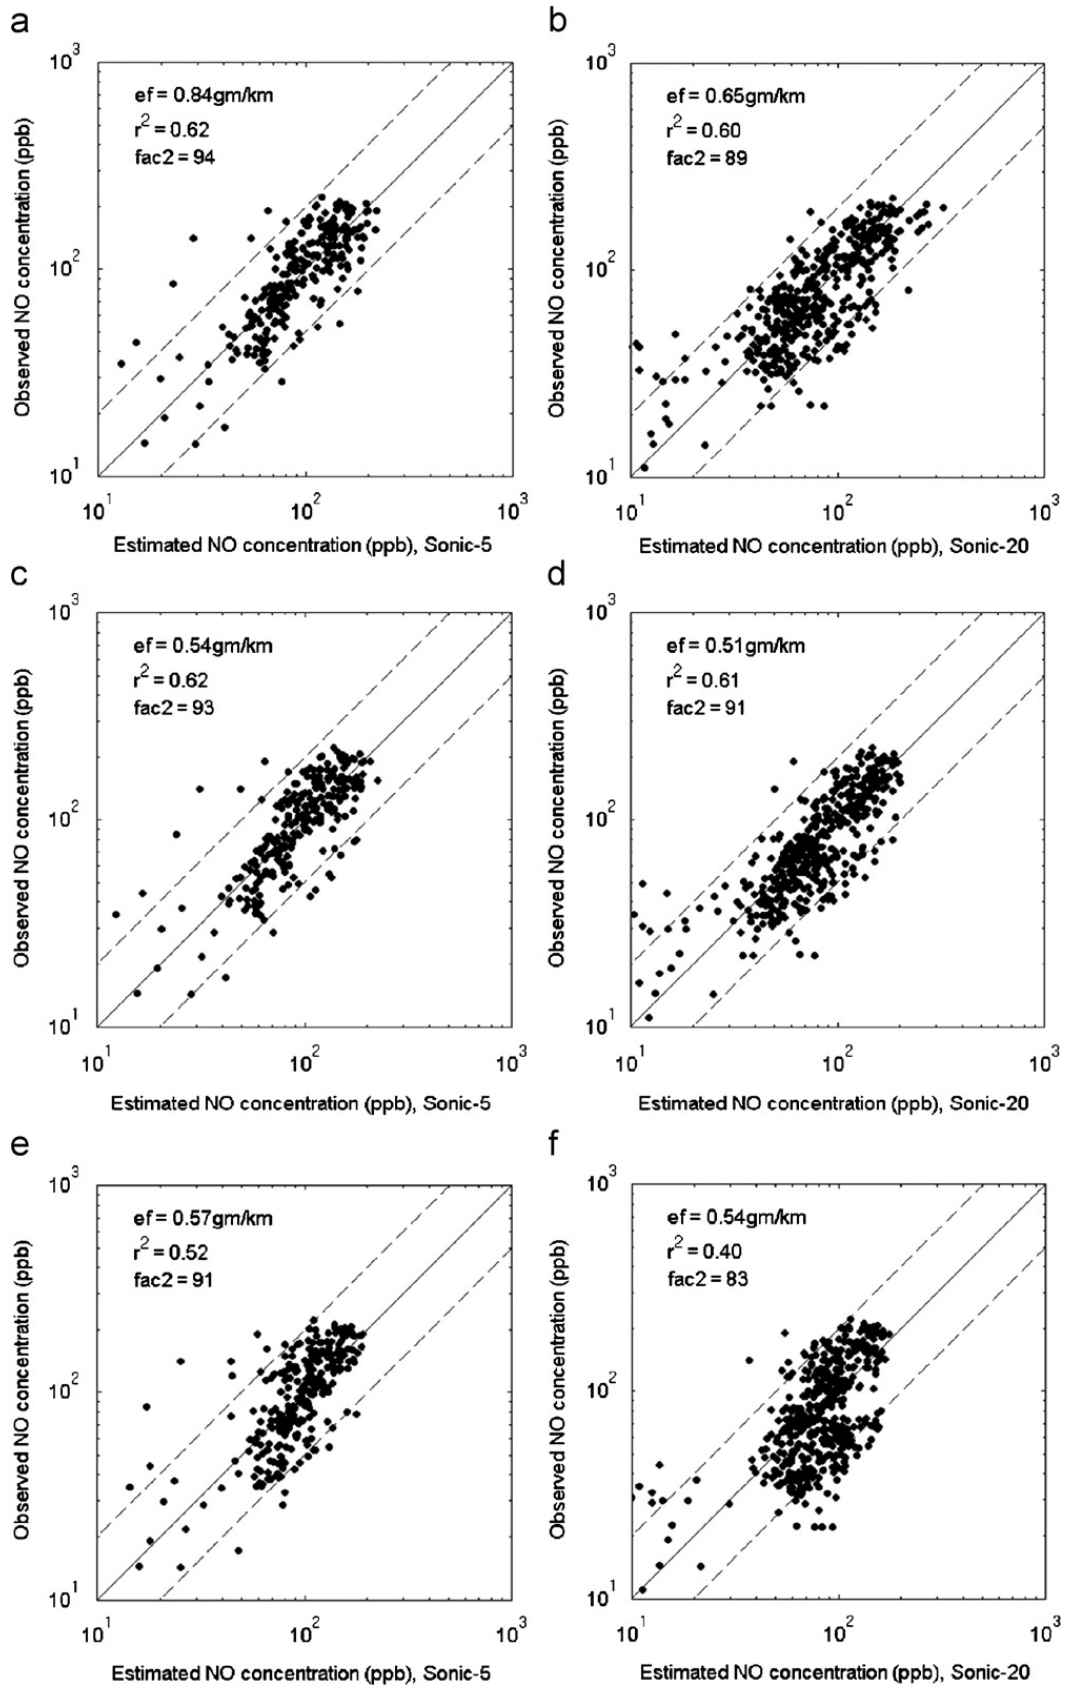 a
10^3
ef = 0.84gm/km
r^2 = 0.62
fac2 = 94
Observed NO concentration (ppb)
10^2
10^1
10^1
10^2
10^3
Estimated NO concentration (ppb), Sonic-5
b
10^3
ef = 0.65gm/km
r^2 = 0.60
fac2 = 89
Observed NO concentration (ppb)
10^2
10^1
10^1
10^2
10^3
Estimated NO concentration (ppb), Sonic-20
c
10^3
ef = 0.54gm/km
r^2 = 0.62
fac2 = 93
Observed NO concentration (ppb)
10^2
10^1
10^1
10^2
10^3
Estimated NO concentration (ppb), Sonic-5
d
10^3
ef = 0.51gm/km
r^2 = 0.61
fac2 = 91
Observed NO concentration (ppb)
10^2
10^1
10^1
10^2
10^3
Estimated NO concentration (ppb), Sonic-20
e
10^3
ef = 0.57gm/km
r^2 = 0.52
fac2 = 91
Observed NO concentration (ppb)
10^2
10^1
10^1
10^2
10^3
Estimated NO concentration (ppb), Sonic-5
f
10^3
ef = 0.54gm/km
r^2 = 0.40
fac2 = 83
Observed NO concentration (ppb)
10^2
10^1
10^1
10^2
10^3
Estimated NO concentration (ppb), Sonic-20